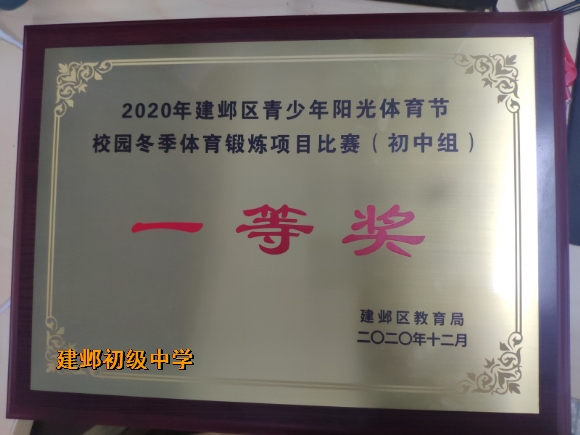 2020年建邺区青少年阳光体育节
校园冬季体育锻炼项目比赛（初中组）
一等奖
建邺区教育局
二〇二〇年十二月
建邺初级中学